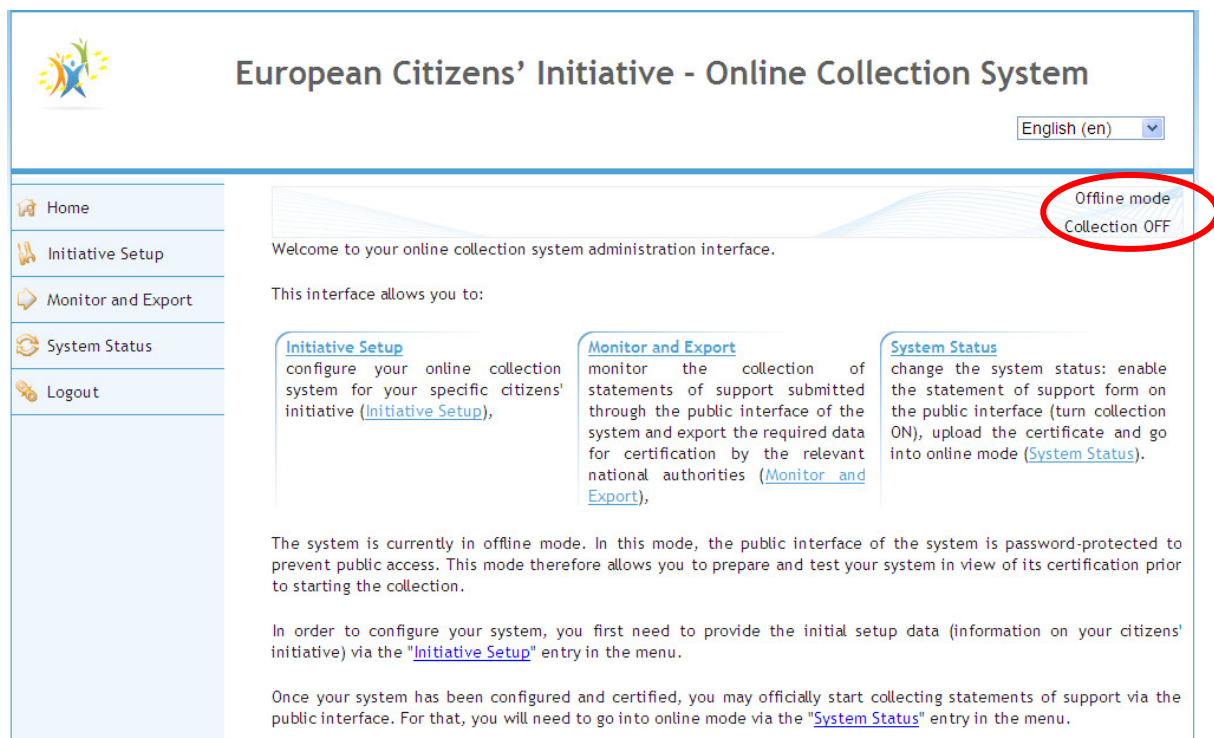 European Citizens' Initiative - Online Collection System
English (en)
Home
Initiative Setup
Monitor and Export
System Status
Logout
Offline mode
Collection OFF
Welcome to your online collection system administration interface.
This interface allows you to:
Initiative Setup
configure your online collection
system for your specific citizens'
initiative (Initiative Setup),
Monitor and Export
monitor the collection of
statements of support submitted
through the public interface of the
system and export the required data
for certification by the relevant
national authorities (Monitor and
Export),
System Status
change the system status: enable
the statement of support form on
the public interface (turn collection
ON), upload the certificate and go
into online mode (System Status).
The system is currently in offline mode. In this mode, the public interface of the system is password-protected to
prevent public access. This mode therefore allows you to prepare and test your system in view of its certification prior
to starting the collection.
In order to configure your system, you first need to provide the initial setup data (information on your citizens'
initiative) via the "Initiative Setup" entry in the menu.
Once your system has been configured and certified, you may officially start collecting statements of support via the
public interface. For that, you will need to go into online mode via the "System Status" entry in the menu.